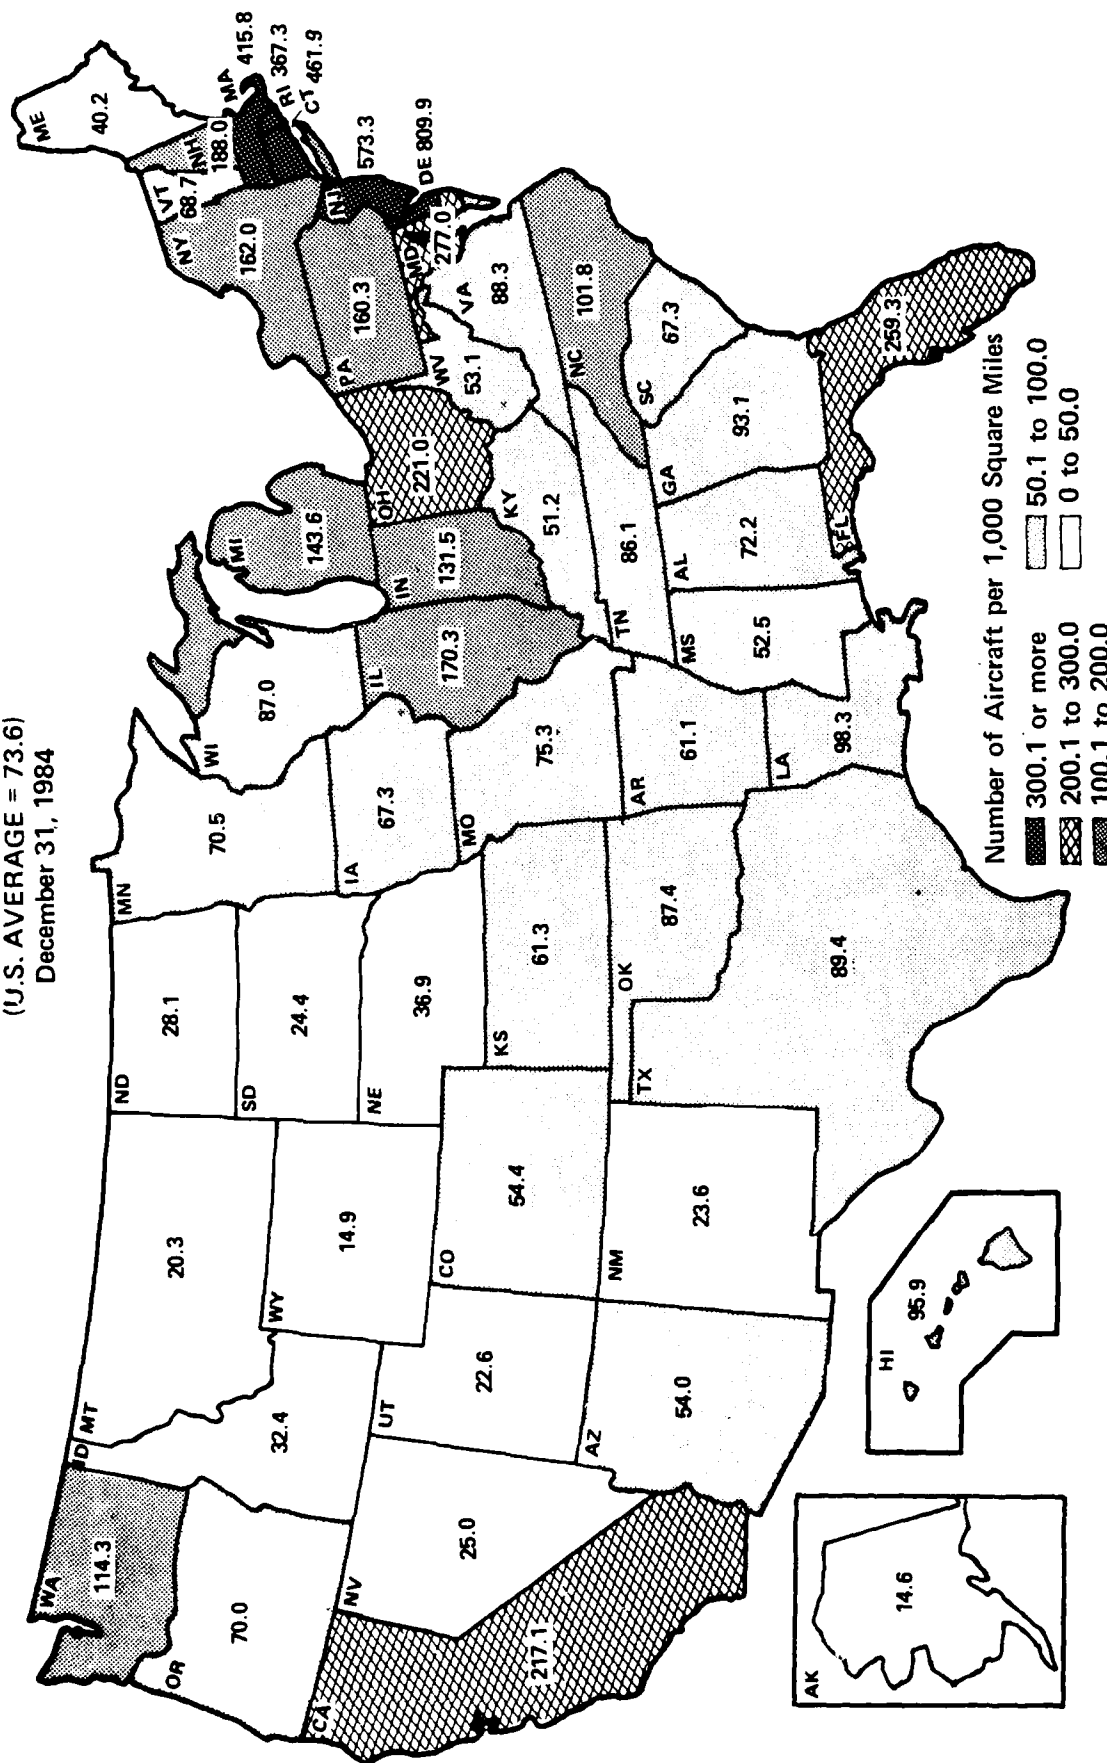 (U.S. AVERAGE = 73.6)
December 31, 1984
WA
114.3
OR
70.0
CA
217.1
ID
32.4
NV
25.0
MT
20.3
WY
14.9
UT
22.6
AZ
54.0
CO
54.4
NM
23.6
ND
28.1
SD
24.4
NE
36.9
KS
61.3
OK
87.4
TX
89.4
MN
70.5
IA
67.3
MO
75.3
AR
61.1
LA
98.3
WI
87.0
IL
170.3
MI
143.6
IN
131.5
OH
221.0
KY
51.2
TN
86.1
MS
52.5
AL
72.2
GA
93.1
FL
259.3
SC
67.3
NC
101.8
VA
88.3
WV
53.1
MD
277.0
DE 809.9
PA
160.3
NJ
573.3
NY
162.0
VT
68.7
NH
188.0
ME
40.2
MA
415.8
RI 367.3
CT 461.9
AK
14.6
HI
95.9
Number of Aircraft per 1,000 Square Miles
300.1 or more
200.1 to 300.0
100.1 to 200.0
50.1 to 100.0
0 to 50.0